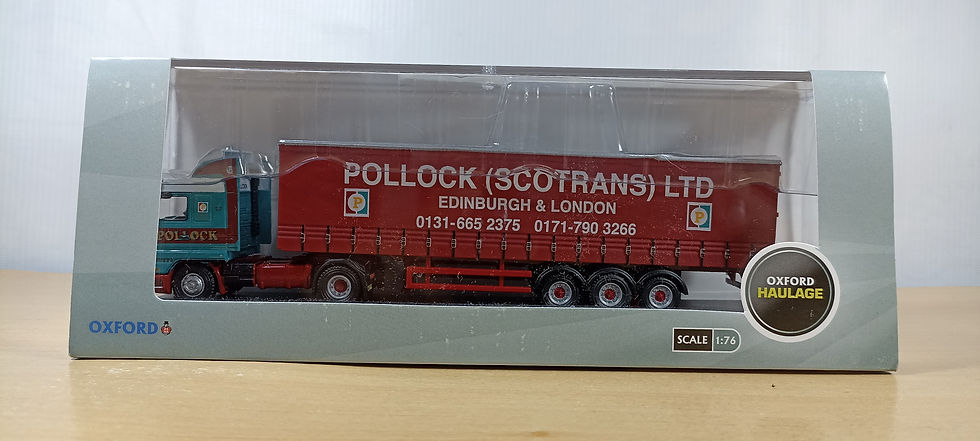 POLLOCK (SCOTRANS) LTD
EDINBURGH & LONDON
0131-665 2375 0171-790 3266
P
P
POLLOCK
OXFORD
HAULAGE
OXFORD
SCALE 1:76